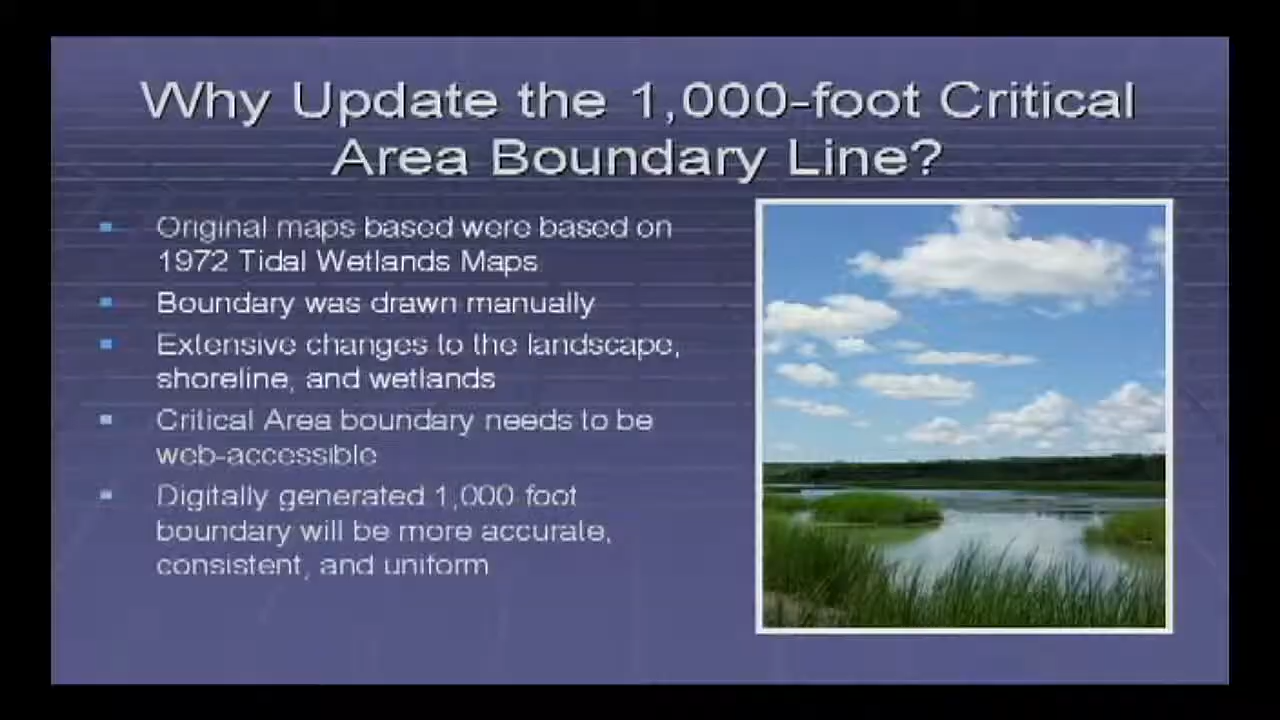 Why Update the 1,000-foot Critical
Area Boundary Line?
Original maps based were based on
1972 Tidal Wetlands Maps
Boundary was drawn manually
Extensive changes to the landscape,
shoreline, and wetlands
Critical Area boundary needs to be
web-accessible
Digitally generated 1,000 foot
boundary will be more accurate,
consistent, and uniform